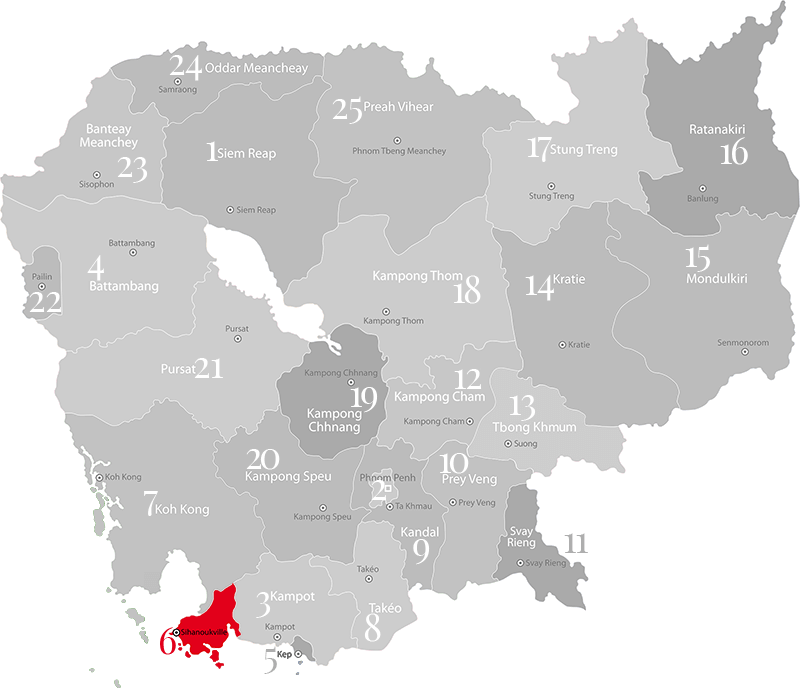 24 Oddar Meancheay
Samraong
25 Preah Vihear
Phnom Tbeng Meanchey
Banteay
Meanchey
23
Sisophon
1 Siem Reap
Siem Reap
17 Stung Treng
Stung Treng
Ratanakiri
16
Banlung
Battambang
4
Battambang
Pailin
22
Kampong Thom
18
Kampong Thom
14 Kratie
Kratie
15
Mondulkiri
Senmonorom
Pursat
Pursat 21
Kampong Chhnang
19
Kampong
Chhnang
12
Kampong Cham
Kampong Cham
13
Tbong Khmum
Suong
Koh Kong
7 Koh Kong
20
Kampong Speu
Kampong Speu
Phnom Penh
2
Ta Khmau
10
Prey Veng
Prey Veng
Kandal
9
Svay
Rieng
11
Svay Rieng
Takéo
Takéo
8
3 Kampot
Kampot
5
Kep
6
Sihanoukville